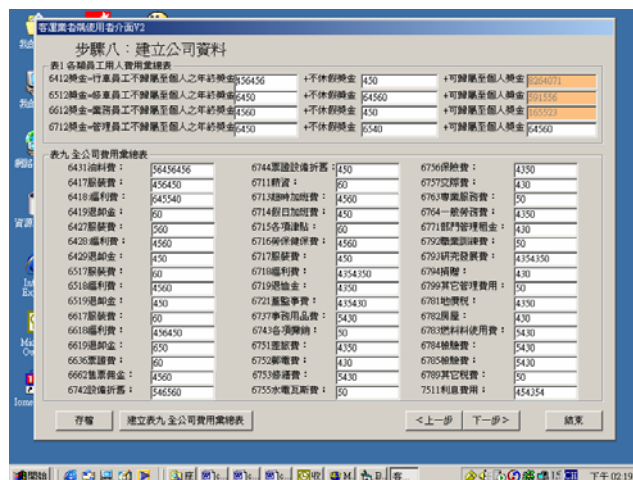 客運業者端使用者介面V2
步驟八：建立公司資料
表1 各類員工用人費用彙總表
6412獎金=行車員工不歸屬至個人之年終獎金 456456 +不休假獎金 450 +可歸屬至個人獎金 8264071
6512獎金=修車員工不歸屬至個人之年終獎金 6450 +不休假獎金 64560 +可歸屬至個人獎金 591556
6612獎金=業務員工不歸屬至個人之年終獎金 4560 +不休假獎金 450 +可歸屬至個人獎金 165523
6712獎金=管理員工不歸屬至個人之年終獎金 6450 +不休假獎金 6540 +可歸屬至個人獎金 64560
表九 全公司費用彙總表
6431油料費： 56456456 6744票證設備折舊： 450 6756保險費： 4350
6417服裝費： 456450 6711薪資： 60 6757交際費： 430
6418福利費： 645540 6713超時加班費： 4560 6763專業服務費： 50
6419退卹金： 60 6714假日加班費： 450 6764一般勞務費： 4350
6427服裝費： 560 6715各項津貼： 60 6771部門管理租金： 430
6428福利費： 4560 6716勞保健保費： 4560 6792職業訓練費： 50
6429退卹金： 450 6717服裝費： 450 6793研究發展費： 4354350
6517服裝費： 60 6718福利費： 4354350 6794捐贈： 430
6518福利費： 4560 6719退恤金： 4350 6799其它管理費用： 50
6519退卹金： 450 6721董監事費： 435430 6781地價稅： 4350
6617服裝費： 60 6737事務用品費： 5430 6782房屋： 430
6618福利費： 456450 6743各項攤銷： 50 6783燃料料使用費： 5430
6619退卹金： 650 6751差旅費： 4350 6784檢驗費： 5430
6636票證費： 60 6752郵電費： 430 6785檢驗費： 5430
6662售票佣金： 4560 6753修繕費： 5430 6789其它稅費： 50
6742設備折舊： 546560 6755水電瓦斯費： 50 7511利息費用： 454354
存檔 建立表九 全公司費用彙總表 <上一步 下一步> 結束
開始 下午 02:19